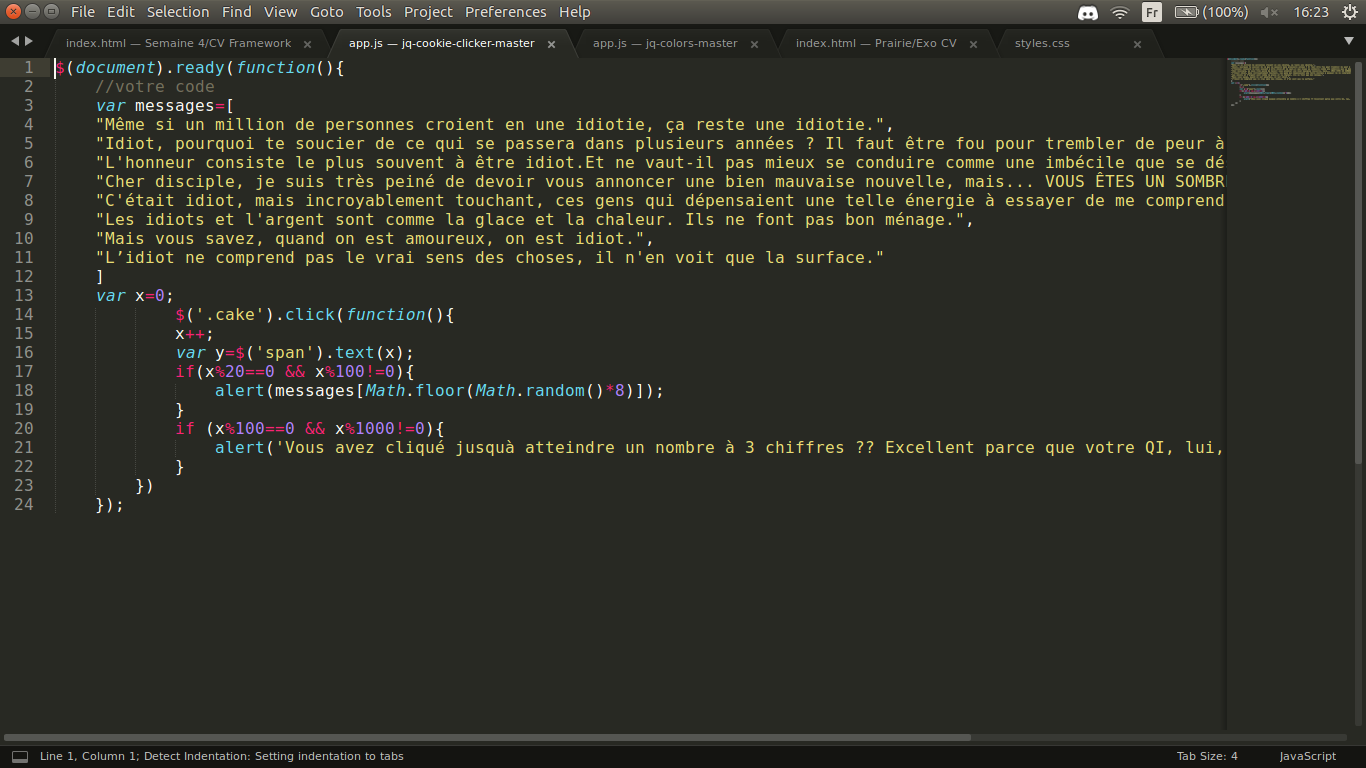 File Edit Selection Find View Goto Tools Project Preferences Help Fr (100%) 16:23
index.html — Semaine 4/CV Framework × app.js — jq-cookie-clicker-master × app.js — jq-colors-master × index.html — Prairie/Exo CV × styles.css ×
1 $(document).ready(function(){
2 //votre code
3 var messages=[
4 "Même si un million de personnes croient en une idiotie, ça reste une idiotie.",
5 "Idiot, pourquoi te soucier de ce qui se passera dans plusieurs années ? Il faut être fou pour trembler de peur à
6 "L'honneur consiste le plus souvent à être idiot.Et ne vaut-il pas mieux se conduire comme une imbécile que se dé
7 "Cher disciple, je suis très peiné de devoir vous annoncer une bien mauvaise nouvelle, mais... VOUS ÊTES UN SOMBR
8 "C'était idiot, mais incroyablement touchant, ces gens qui dépensaient une telle énergie à essayer de me comprend
9 "Les idiots et l'argent sont comme la glace et la chaleur. Ils ne font pas bon ménage.",
10 "Mais vous savez, quand on est amoureux, on est idiot.",
11 "L’idiot ne comprend pas le vrai sens des choses, il n'en voit que la surface."
12 ]
13 var x=0;
14 $('.cake').click(function(){
15 x++;
16 var y=$('span').text(x);
17 if(x%20==0 && x%100!=0){
18 alert(messages[Math.floor(Math.random()*8)]);
19 }
20 if (x%100==0 && x%1000!=0){
21 alert('Vous avez cliqué jusquà atteindre un nombre à 3 chiffres ?? Excellent parce que votre QI, lui,
22 }
23 })
24 });
Line 1, Column 1; Detect Indentation: Setting indentation to tabs Tab Size: 4 JavaScript